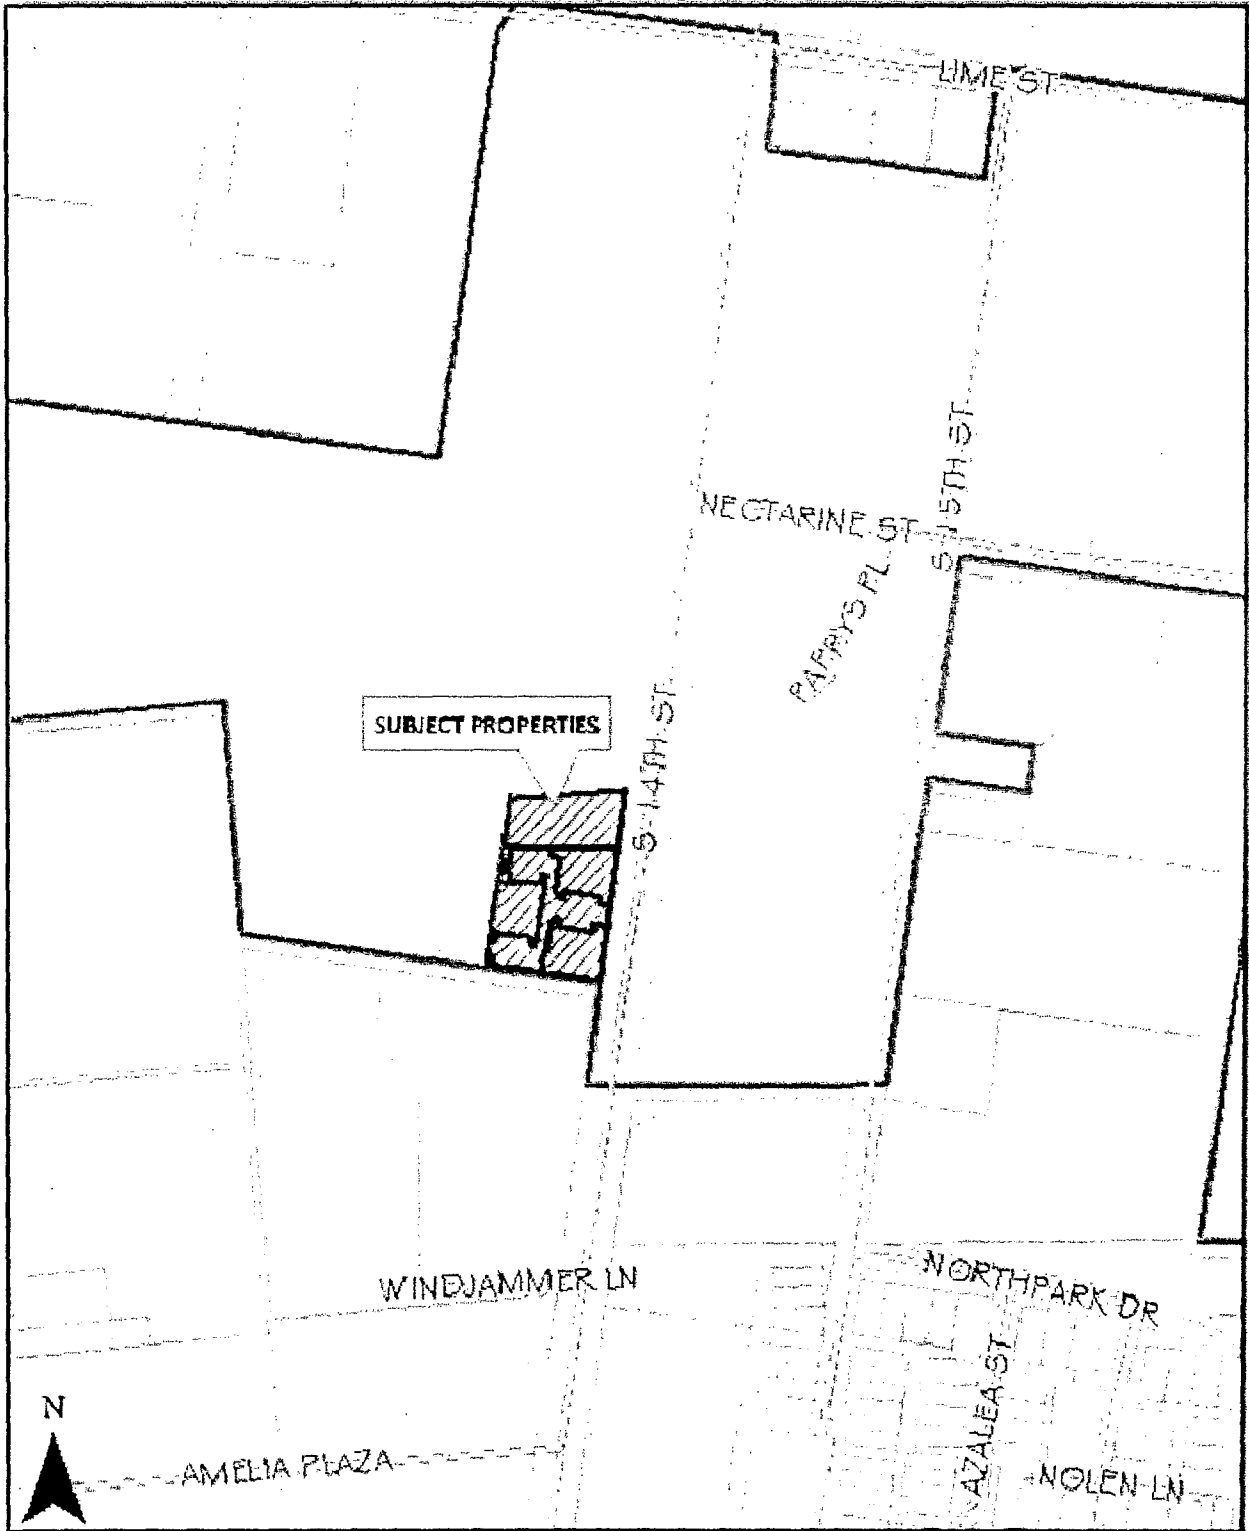 LIME ST
S 15TH ST
NECTARINE ST
PAPPYS PL
SUBJECT PROPERTIES
S 14TH ST
WINDJAMMER LN
NORTHPARK DR
AZALEA ST
N
AMELIA PLAZA
NOLEN LN